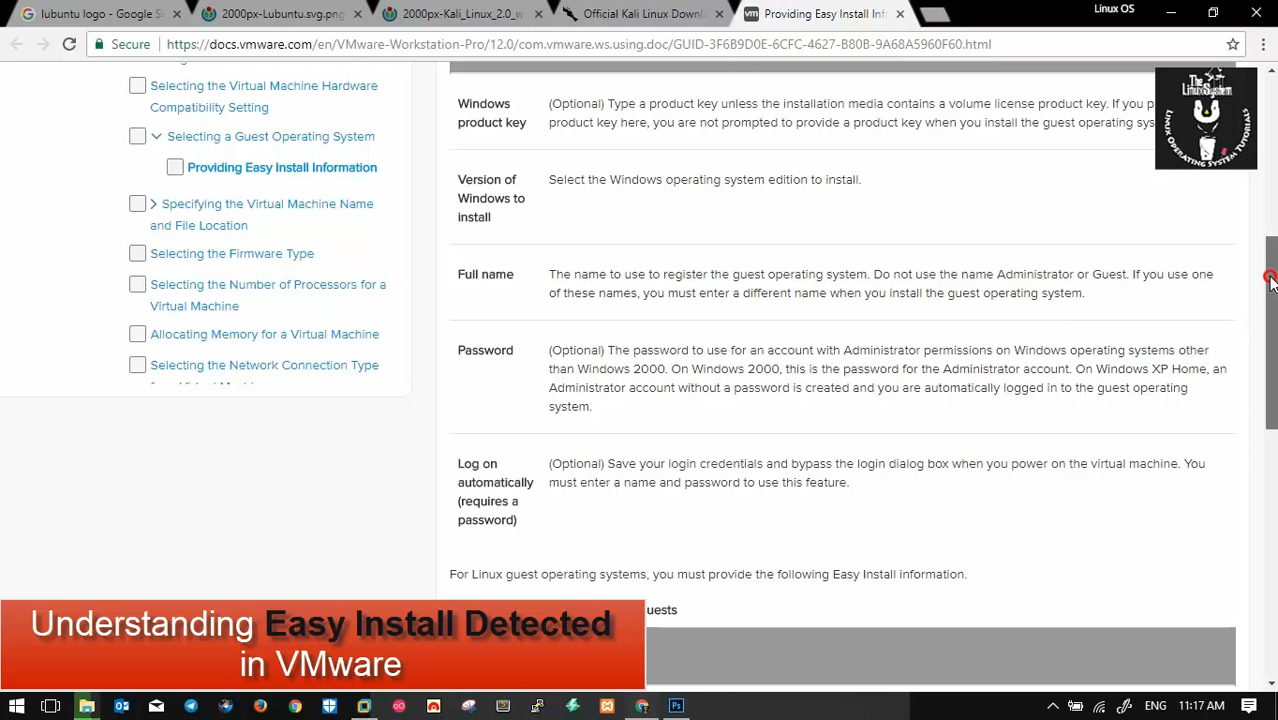 lubuntu logo - Google S
2000px-Lubuntu.svg.png
2000px-Kali_Linux_2.0_w
Official Kali Linux Downl
Providing Easy Install Inf
Linux OS
Secure
https://docs.vmware.com/en/VMware-Workstation-Pro/12.0/com.vmware.ws.using.doc/GUID-3F6B9D0E-6CFC-4627-B80B-9A68A5960F60.html
Selecting the Virtual Machine Hardware
Compatibility Setting
Selecting a Guest Operating System
Providing Easy Install Information
Specifying the Virtual Machine Name
and File Location
Selecting the Firmware Type
Selecting the Number of Processors for a
Virtual Machine
Allocating Memory for a Virtual Machine
Selecting the Network Connection Type
Windows
product key
(Optional) Type a product key unless the installation media contains a volume license product key. If you p
product key here, you are not prompted to provide a product key when you install the guest operating sys
Version of
Windows to
install
Select the Windows operating system edition to install.
Full name
The name to use to register the guest operating system. Do not use the name Administrator or Guest. If you use one
of these names, you must enter a different name when you install the guest operating system.
Password
(Optional) The password to use for an account with Administrator permissions on Windows operating systems other
than Windows 2000. On Windows 2000, this is the password for the Administrator account. On Windows XP Home, an
Administrator account without a password is created and you are automatically logged in to the guest operating
system.
Log on
automatically
(requires a
password)
(Optional) Save your login credentials and bypass the login dialog box when you power on the virtual machine. You
must enter a name and password to use this feature.
For Linux guest operating systems, you must provide the following Easy Install information.
uests
The
LinuxSystem
LINUX OPERATING SYSTEM TUTORIALS
Understanding Easy Install Detected
in VMware
ENG
11:17 AM